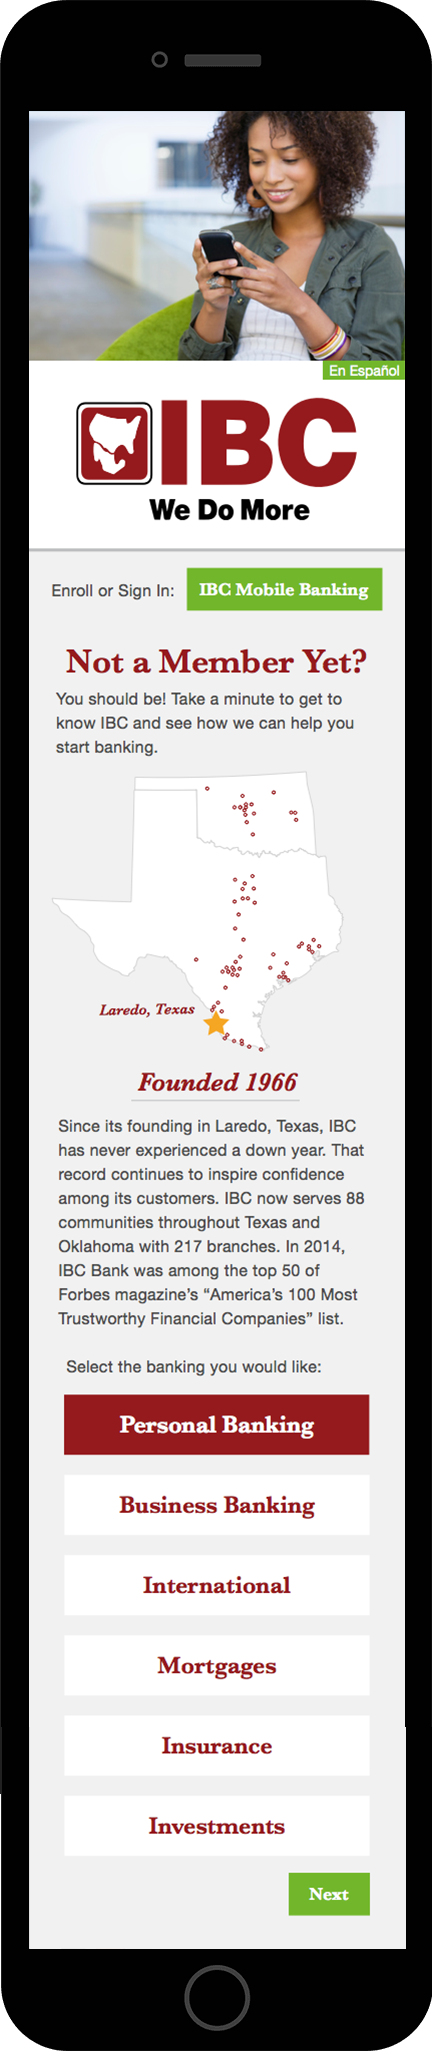 En Español
IBC
We Do More
Enroll or Sign In: IBC Mobile Banking
Not a Member Yet?
You should be! Take a minute to get to
know IBC and see how we can help you
start banking.
Laredo, Texas
Founded 1966
Since its founding in Laredo, Texas, IBC
has never experienced a down year. That
record continues to inspire confidence
among its customers. IBC now serves 88
communities throughout Texas and
Oklahoma with 217 branches. In 2014,
IBC Bank was among the top 50 of
Forbes magazine’s “America’s 100 Most
Trustworthy Financial Companies” list.
Select the banking you would like:
Personal Banking
Business Banking
International
Mortgages
Insurance
Investments
Next